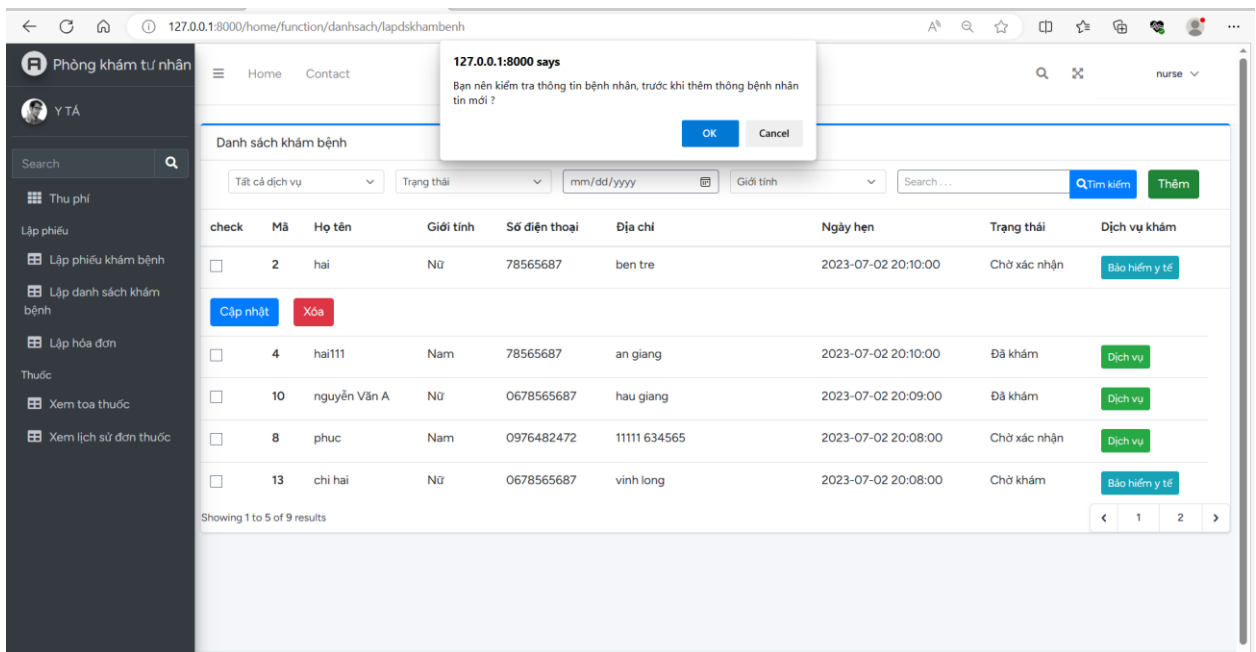 127.0.0.1:8000/home/function/danhsach/lapdskhambenh
Phòng khám tư nhân
Home Contact
nurse
127.0.0.1:8000 says
Bạn nên kiểm tra thông tin bệnh nhân, trước khi thêm thông bệnh nhân
tin mới ?
OK Cancel
Y TÁ
Search
Thu phí
Lập phiếu
Lập phiếu khám bệnh
Lập danh sách khám
bệnh
Lập hóa đơn
Thuốc
Xem toa thuốc
Xem lịch sử đơn thuốc
Danh sách khám bệnh
Tất cả dịch vụ Trạng thái mm/dd/yyyy Giới tính Search . . . Tìm kiếm Thêm
check Mã Họ tên Giới tính Số điện thoại Địa chỉ Ngày hẹn Trạng thái Dịch vụ khám
2 hai Nữ 78565687 ben tre 2023-07-02 20:10:00 Chờ xác nhận Bảo hiểm y tế
Cập nhật Xóa
4 hai111 Nam 78565687 an giang 2023-07-02 20:10:00 Đã khám Dịch vụ
10 nguyễn Văn A Nữ 0678565687 hau giang 2023-07-02 20:09:00 Đã khám Dịch vụ
8 phuc Nam 0976482472 11111 634565 2023-07-02 20:08:00 Chờ xác nhận Dịch vụ
13 chi hai Nữ 0678565687 vinh long 2023-07-02 20:08:00 Chờ khám Bảo hiểm y tế
Showing 1 to 5 of 9 results
1 2